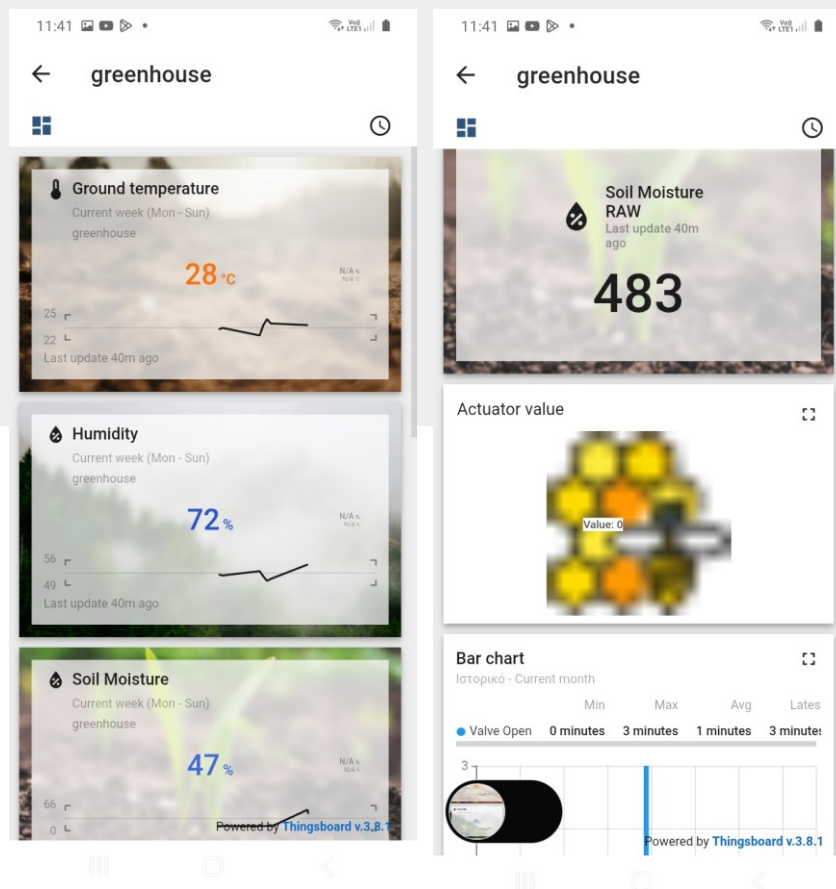 11:41
greenhouse
Ground temperature
Current week (Mon - Sun)
greenhouse
28 °C
N/A %
N/A °C
25
22
Last update 40m ago
Humidity
Current week (Mon - Sun)
greenhouse
72 %
N/A %
N/A %
56
49
Last update 40m ago
Soil Moisture
Current week (Mon - Sun)
greenhouse
47 %
N/A %
N/A %
66
0
Powered by Thingsboard v.3.8.1
11:41
greenhouse
Soil Moisture
RAW
Last update 40m
ago
483
Actuator value
Value: 0
Bar chart
Ιστορικό - Current month
Min Max Avg Lates
Valve Open 0 minutes 3 minutes 1 minutes 3 minutes
3
Powered by Thingsboard v.3.8.1